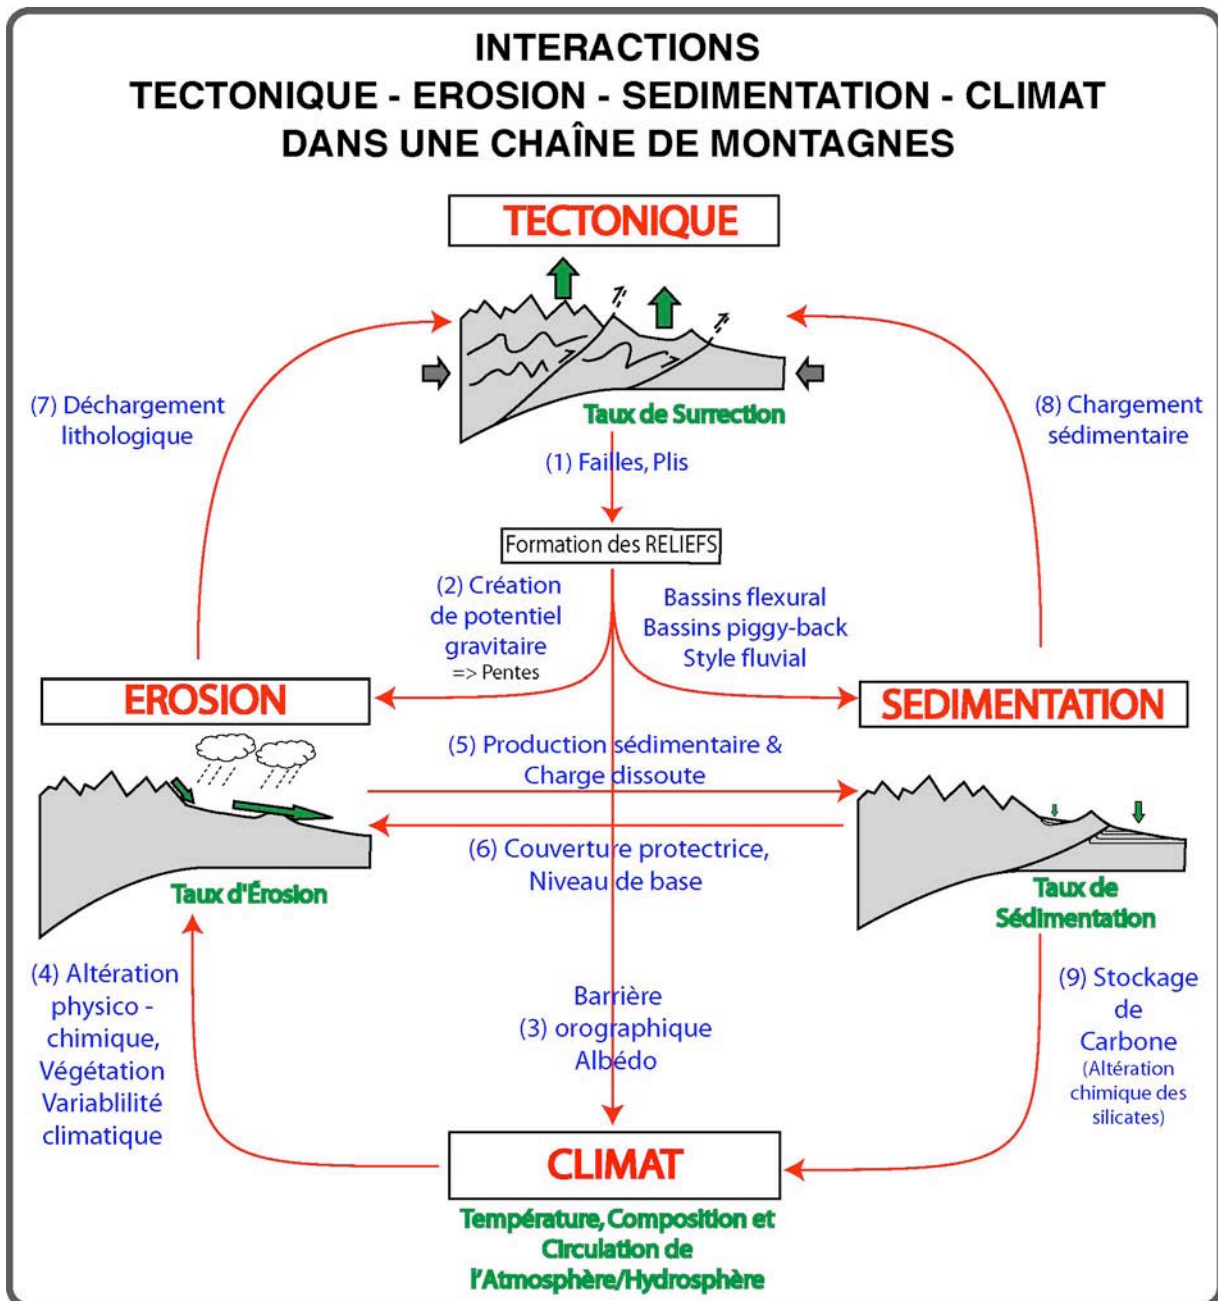 INTERACTIONS
TECTONIQUE - EROSION - SEDIMENTATION - CLIMAT
DANS UNE CHAÎNE DE MONTAGNES
TECTONIQUE
Taux de Surrection
(7) Déchargement
lithologique
(8) Chargement
sédimentaire
(1) Failles, Plis
Formation des RELIEFS
(2) Création
de potentiel
gravitaire
=> Pentes
Bassins flexural
Bassins piggy-back
Style fluvial
EROSION
SEDIMENTATION
(5) Production sédimentaire &
Charge dissoute
(6) Couverture protectrice,
Niveau de base
Taux d'Érosion
Taux de
Sédimentation
(4) Altération
physico -
chimique,
Végétation
Variablilité
climatique
Barrière
(3) orographique
Albédo
(9) Stockage
de
Carbone
(Altération
chimique des
silicates)
CLIMAT
Température, Composition et
Circulation de
l'Atmosphère/Hydrosphère